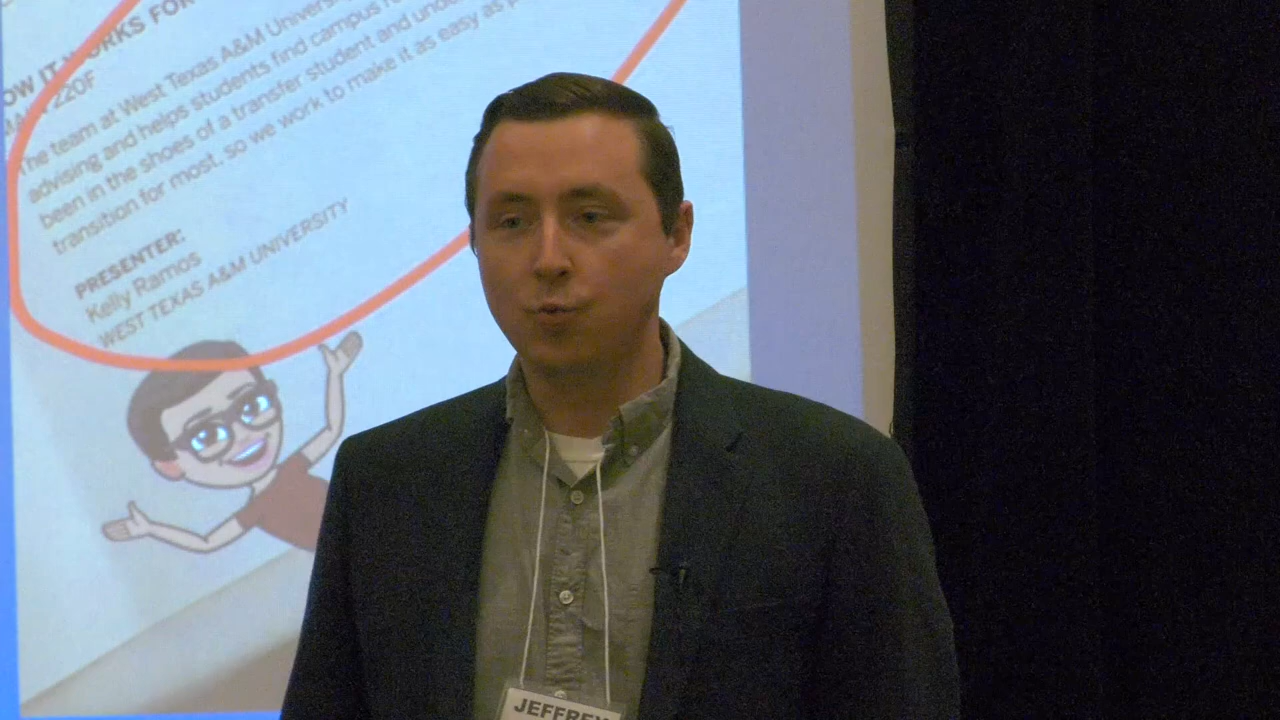 OW IT WORKS FOR
220F
The team at West Texas A&M Univers
advising and helps students find campus
been in the shoes of a transfer student and
transition for most, so we work to make it as easy as
PRESENTER:
Kelly Ramos
WEST TEXAS A&M UNIVERSITY
JEFFREY